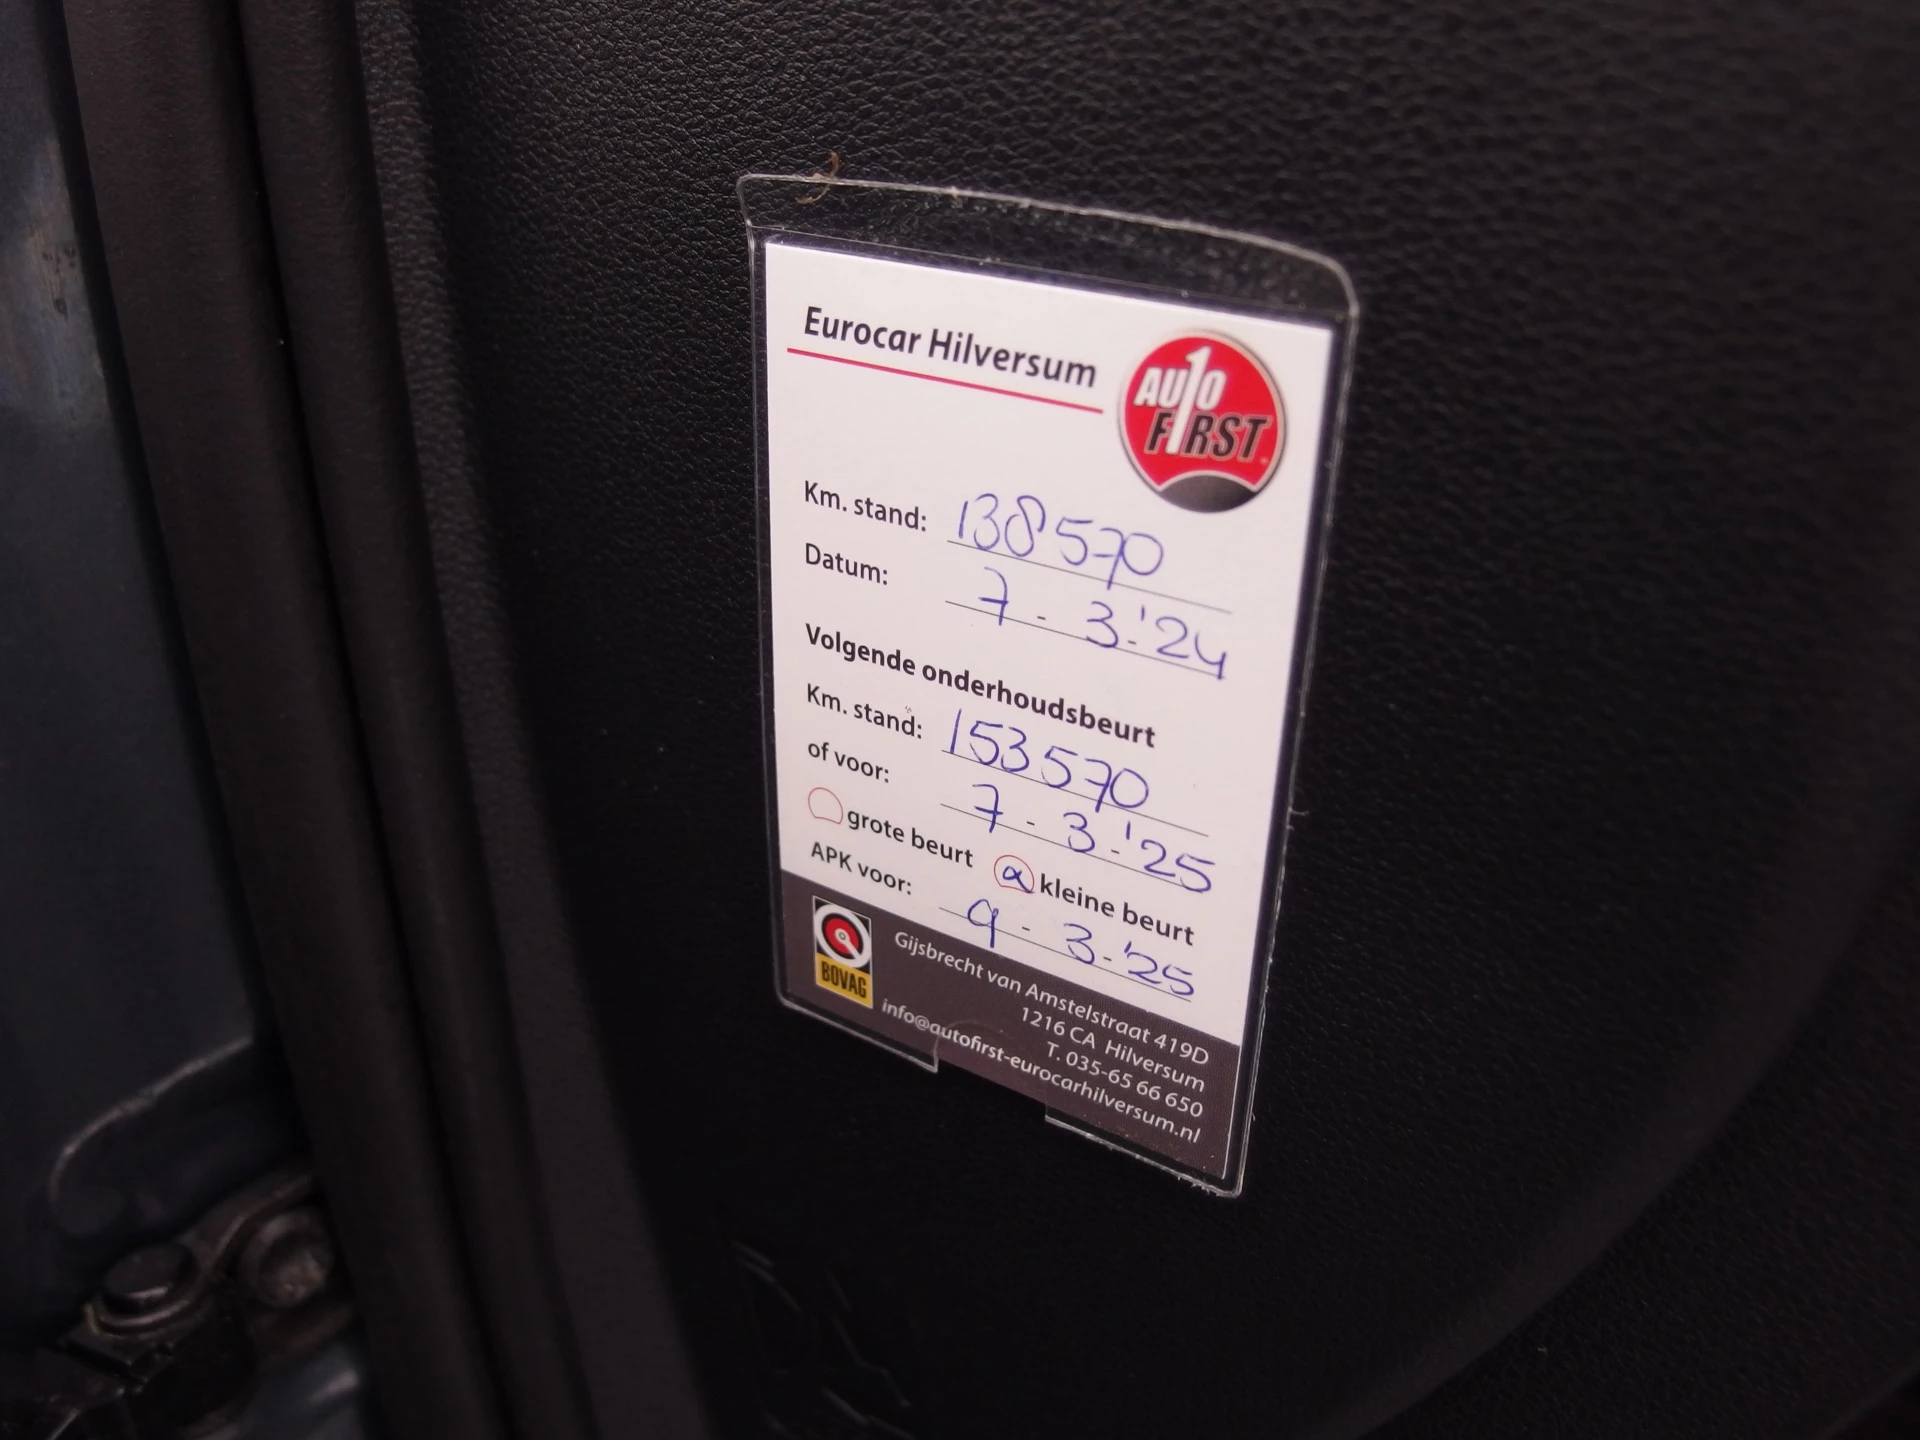 Eurocar Hilversum
AUTO
FIRST
Km. stand: 138570
Datum: 7 - 3 - '24
Volgende onderhoudsbeurt
Km. stand: 153570
of voor: 7 - 3 - '25
grote beurt kleine beurt
APK voor: 9 - 3 - '25
BOVAG
Gijsbrecht van Amstelstraat 419D
1216 CA Hilversum
T. 035-65 66 650
info@autofirst-eurocarhilversum.nl